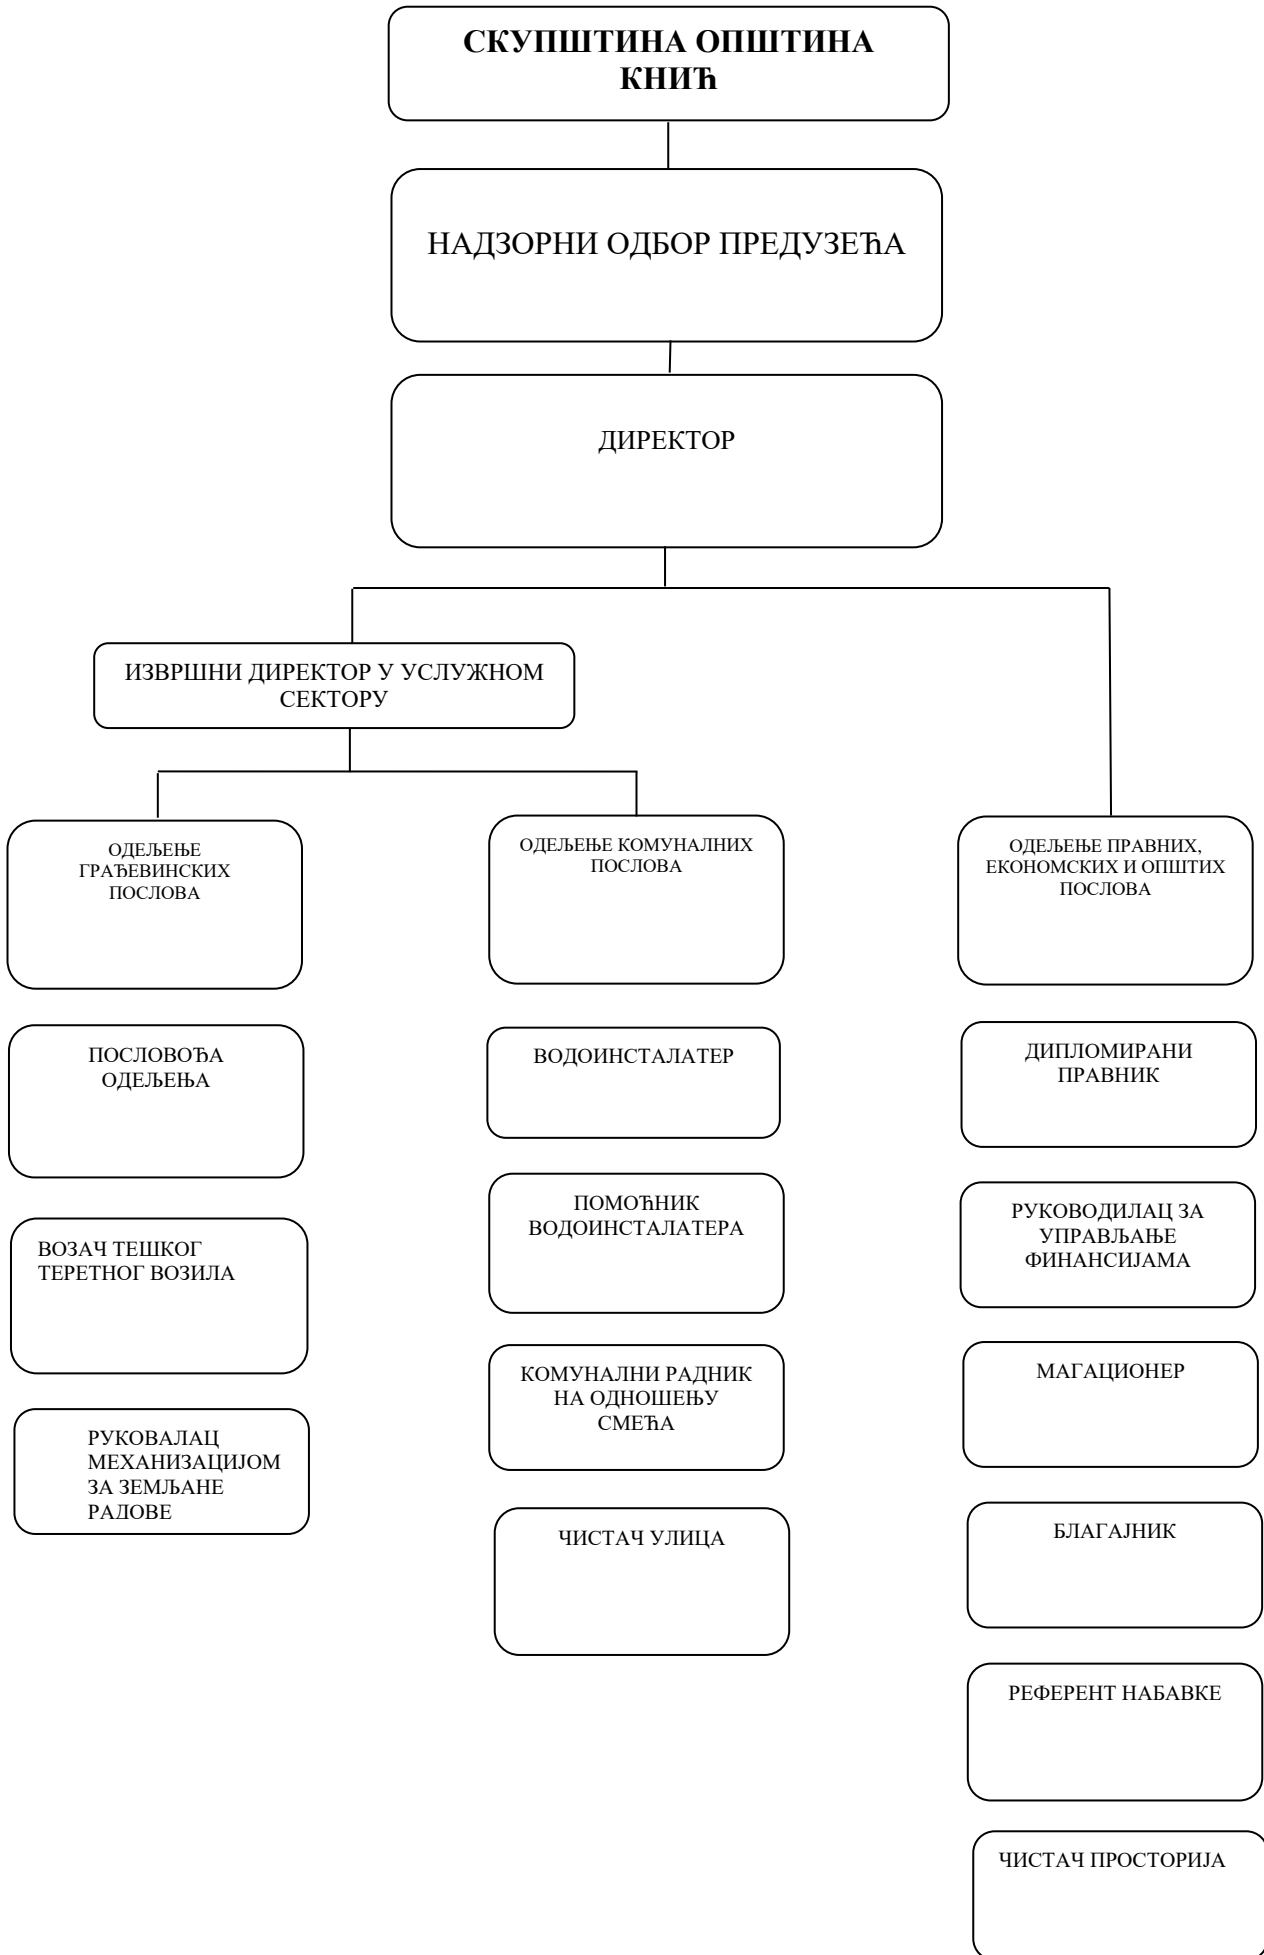 СКУПШТИНА ОПШТИНА
КНИЋ
НАДЗОРНИ ОДБОР ПРЕДУЗЕЋА
ДИРЕКТОР
ИЗВРШНИ ДИРЕКТОР У УСЛУЖНОМ
СЕКТОРУ
ОДЕЉЕЊЕ
ГРАЂЕВИНСКИХ
ПОСЛОВА
ПОСЛОВОЂА
ОДЕЉЕЊА
ВОЗАЧ ТЕШКОГ
ТЕРЕТНОГ ВОЗИЛА
РУКОВАЛАЦ
МЕХАНИЗАЦИЈОМ
ЗА ЗЕМЉАНЕ
РАДОВЕ
ОДЕЉЕЊЕ КОМУНАЛНИХ
ПОСЛОВА
ВОДОИНСТАЛАТЕР
ПОМОЋНИК
ВОДОИНСТАЛАТЕРА
КОМУНАЛНИ РАДНИК
НА ОДНОШЕЊУ
СМЕЋА
ЧИСТАЧ УЛИЦА
ОДЕЉЕЊЕ ПРАВНИХ,
ЕКОНОМСКИХ И ОПШТИХ
ПОСЛОВА
ДИПЛОМИРАНИ
ПРАВНИК
РУКОВОДИЛАЦ ЗА
УПРАВЉАЊЕ
ФИНАНСИЈАМА
МАГАЦИОНЕР
БЛАГАЈНИК
РЕФЕРЕНТ НАБАВКЕ
ЧИСТАЧ ПРОСТОРИЈА